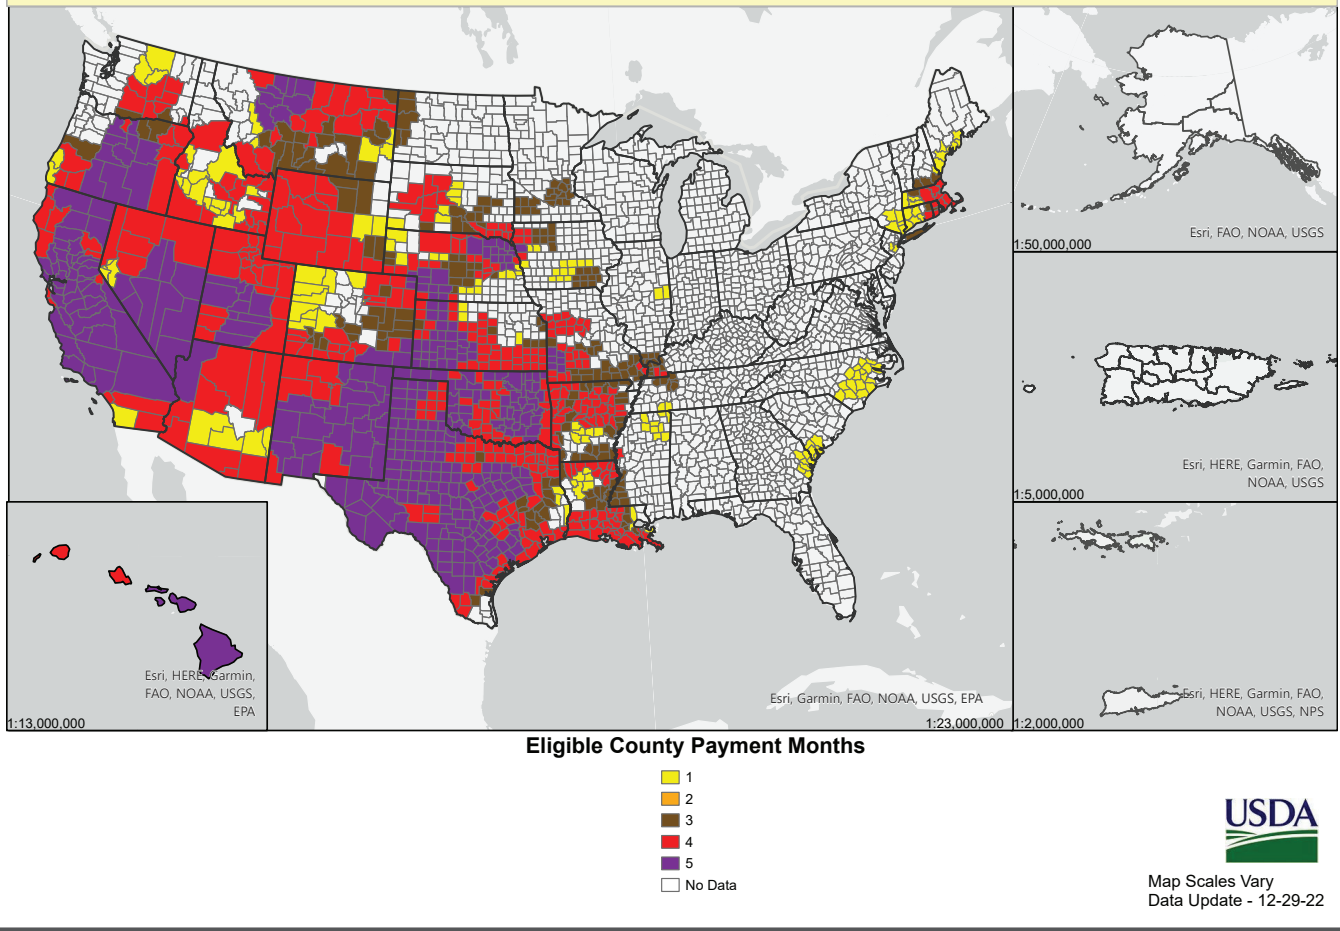 Esri, FAO, NOAA, USGS
1:50,000,000
Esri, HERE, Garmin, FAO,
NOAA, USGS
1:5,000,000
Esri, HERE, Garmin,
FAO, NOAA, USGS,
EPA
1:13,000,000
Esri, Garmin, FAO, NOAA, USGS, EPA
1:23,000,000
Esri, HERE, Garmin, FAO,
NOAA, USGS, NPS
1:2,000,000
Eligible County Payment Months
1
2
3
4
5
No Data
USDA
Map Scales Vary
Data Update - 12-29-22